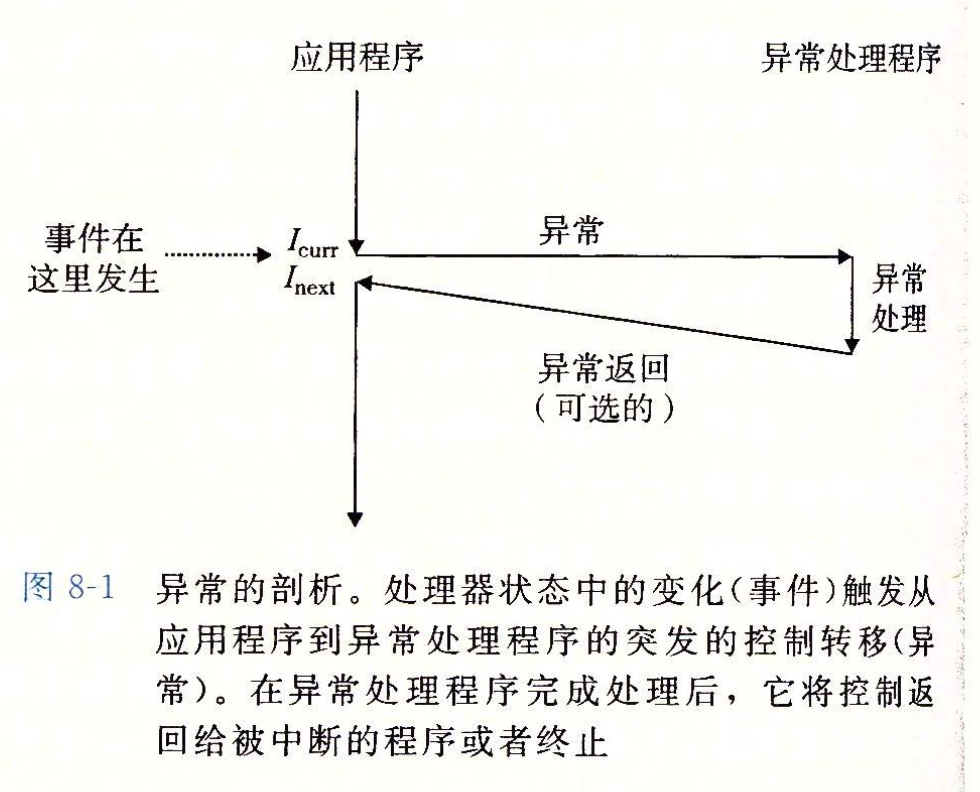 应用程序
异常处理程序
事件在
这里发生
Icurr
Inext
异常
异常
处理
异常返回
（可选的）
图 8-1 异常的剖析。处理器状态中的变化(事件)触发从
应用程序到异常处理程序的突发的控制转移(异
常)。在异常处理程序完成处理后，它将控制返
回给被中断的程序或者终止